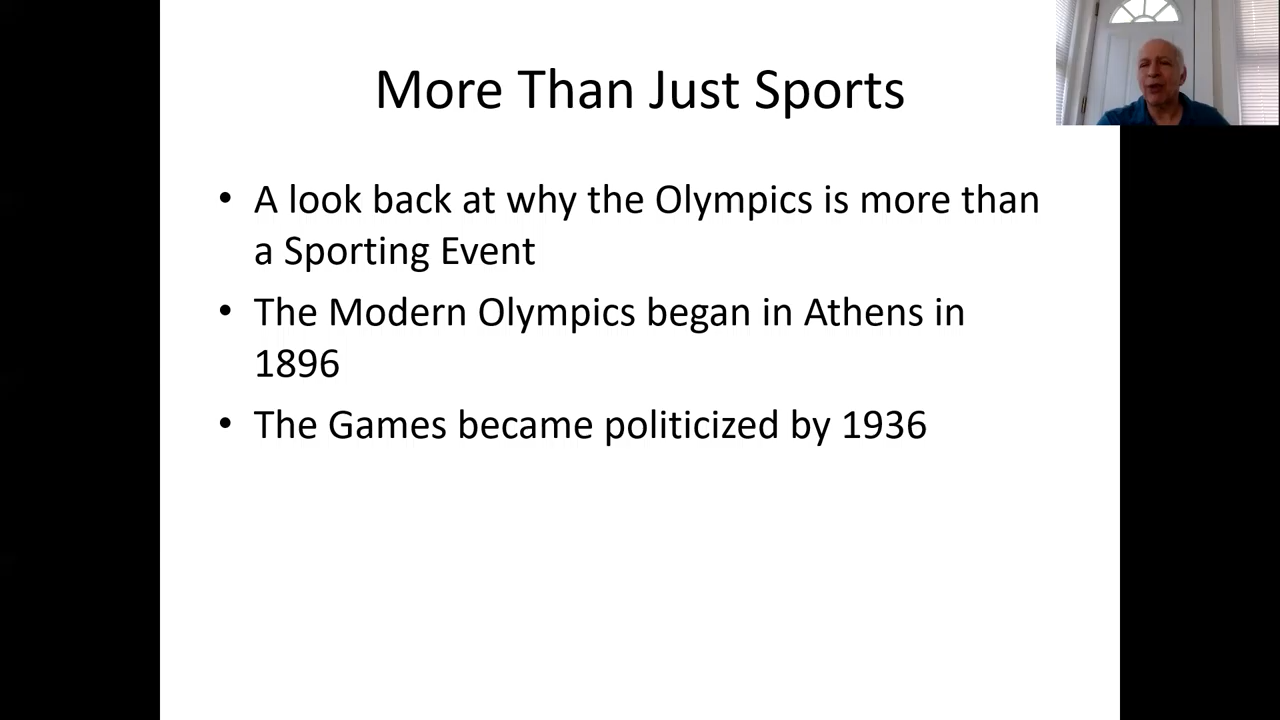 More Than Just Sports
• A look back at why the Olympics is more than
a Sporting Event
• The Modern Olympics began in Athens in
1896
• The Games became politicized by 1936